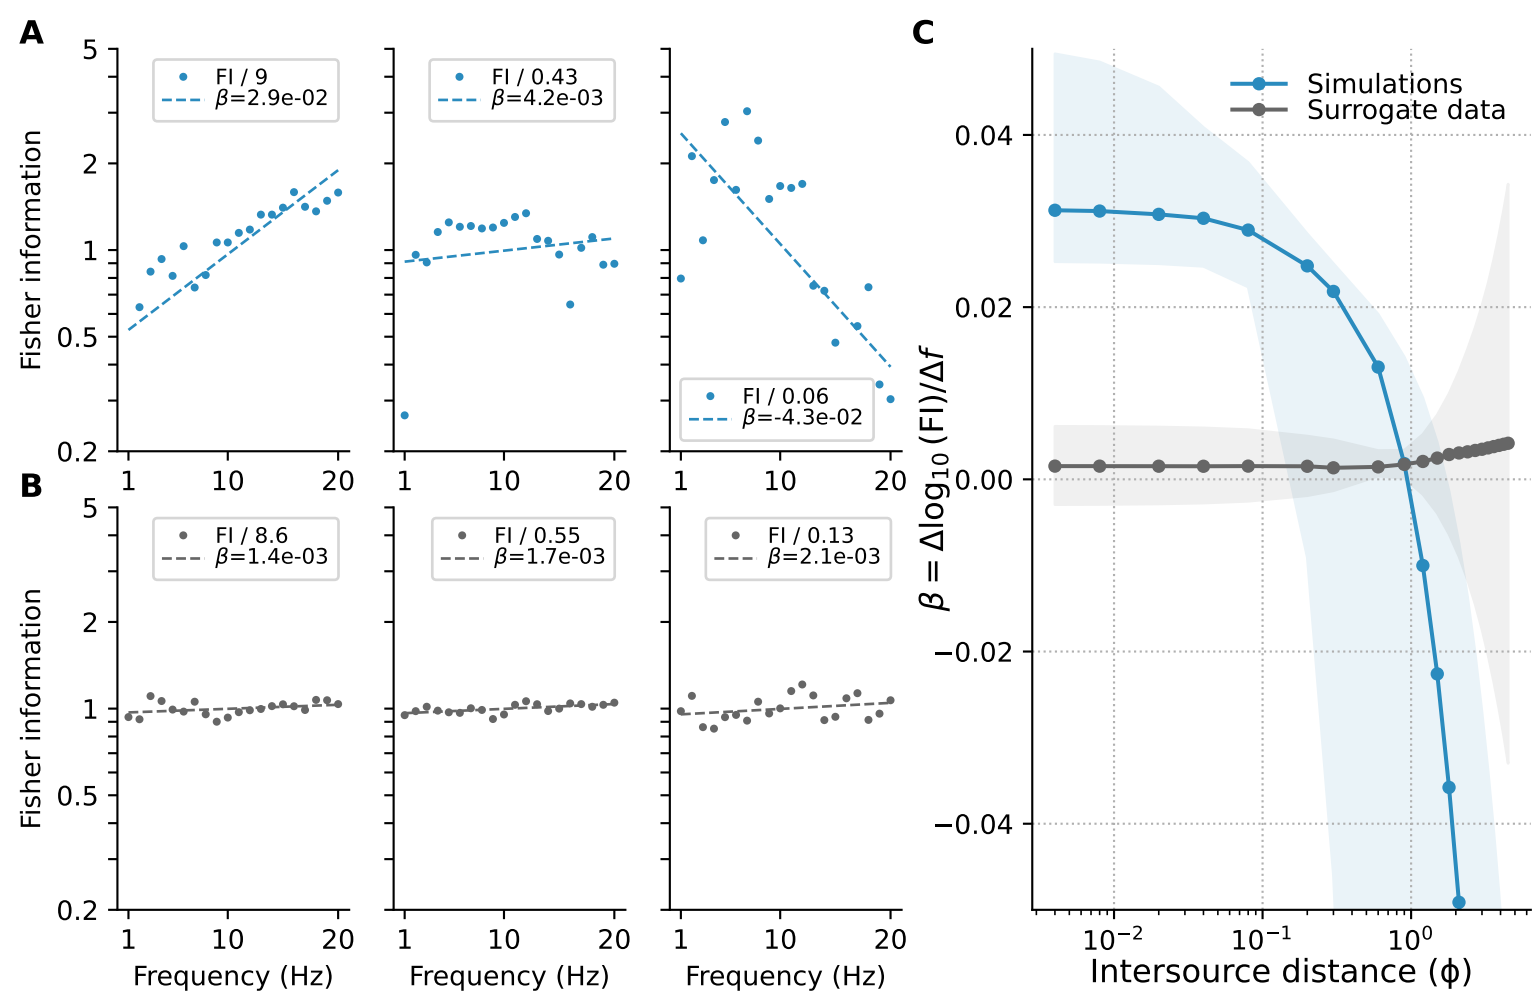 A
5
2
1
0.5
0.2
Fisher information
FI / 9
β=2.9e-02
1
10
20
FI / 0.43
β=4.2e-03
1
10
20
FI / 0.06
β=-4.3e-02
1
10
20
B
5
2
1
0.5
0.2
Fisher information
FI / 8.6
β=1.4e-03
1
10
20
Frequency (Hz)
FI / 0.55
β=1.7e-03
1
10
20
Frequency (Hz)
FI / 0.13
β=2.1e-03
1
10
20
Frequency (Hz)
C
Simulations
Surrogate data
0.04
0.02
0.00
−0.02
−0.04
β = Δlog₁₀ (FI)/Δf
10⁻²
10⁻¹
10⁰
Intersource distance (ϕ)